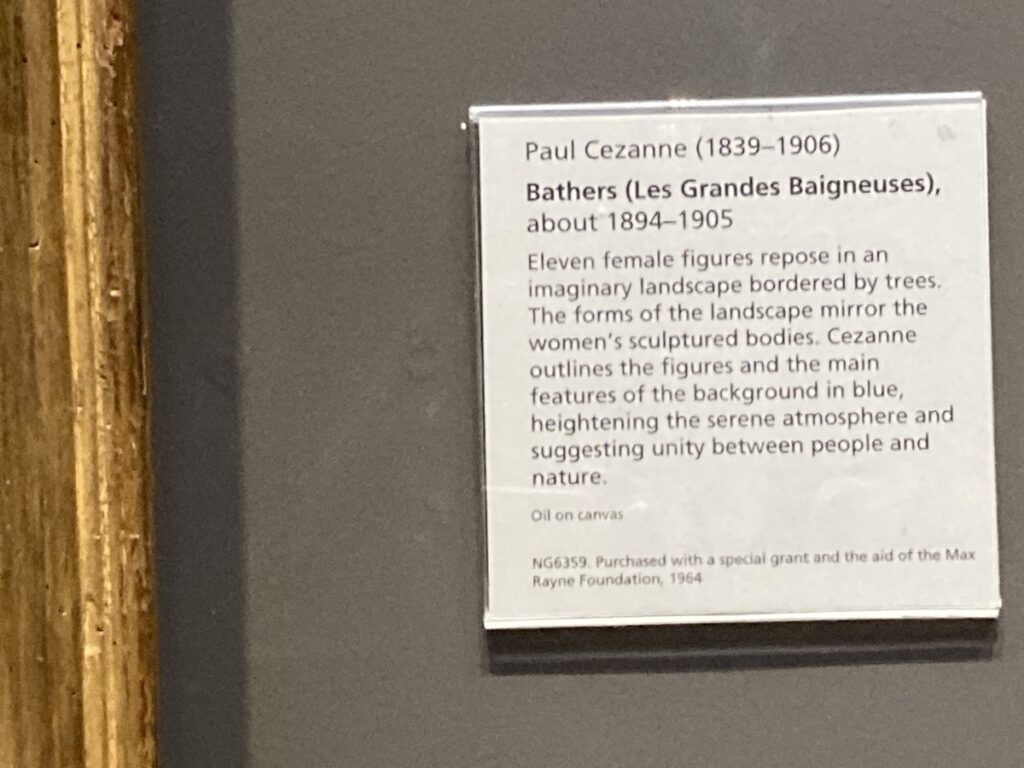 Paul Cezanne (1839–1906)
Bathers (Les Grandes Baigneuses),
about 1894–1905
Eleven female figures repose in an
imaginary landscape bordered by trees.
The forms of the landscape mirror the
women's sculptured bodies. Cezanne
outlines the figures and the main
features of the background in blue,
heightening the serene atmosphere and
suggesting unity between people and
nature.
Oil on canvas
NG6359. Purchased with a special grant and the aid of the Max
Rayne Foundation, 1964